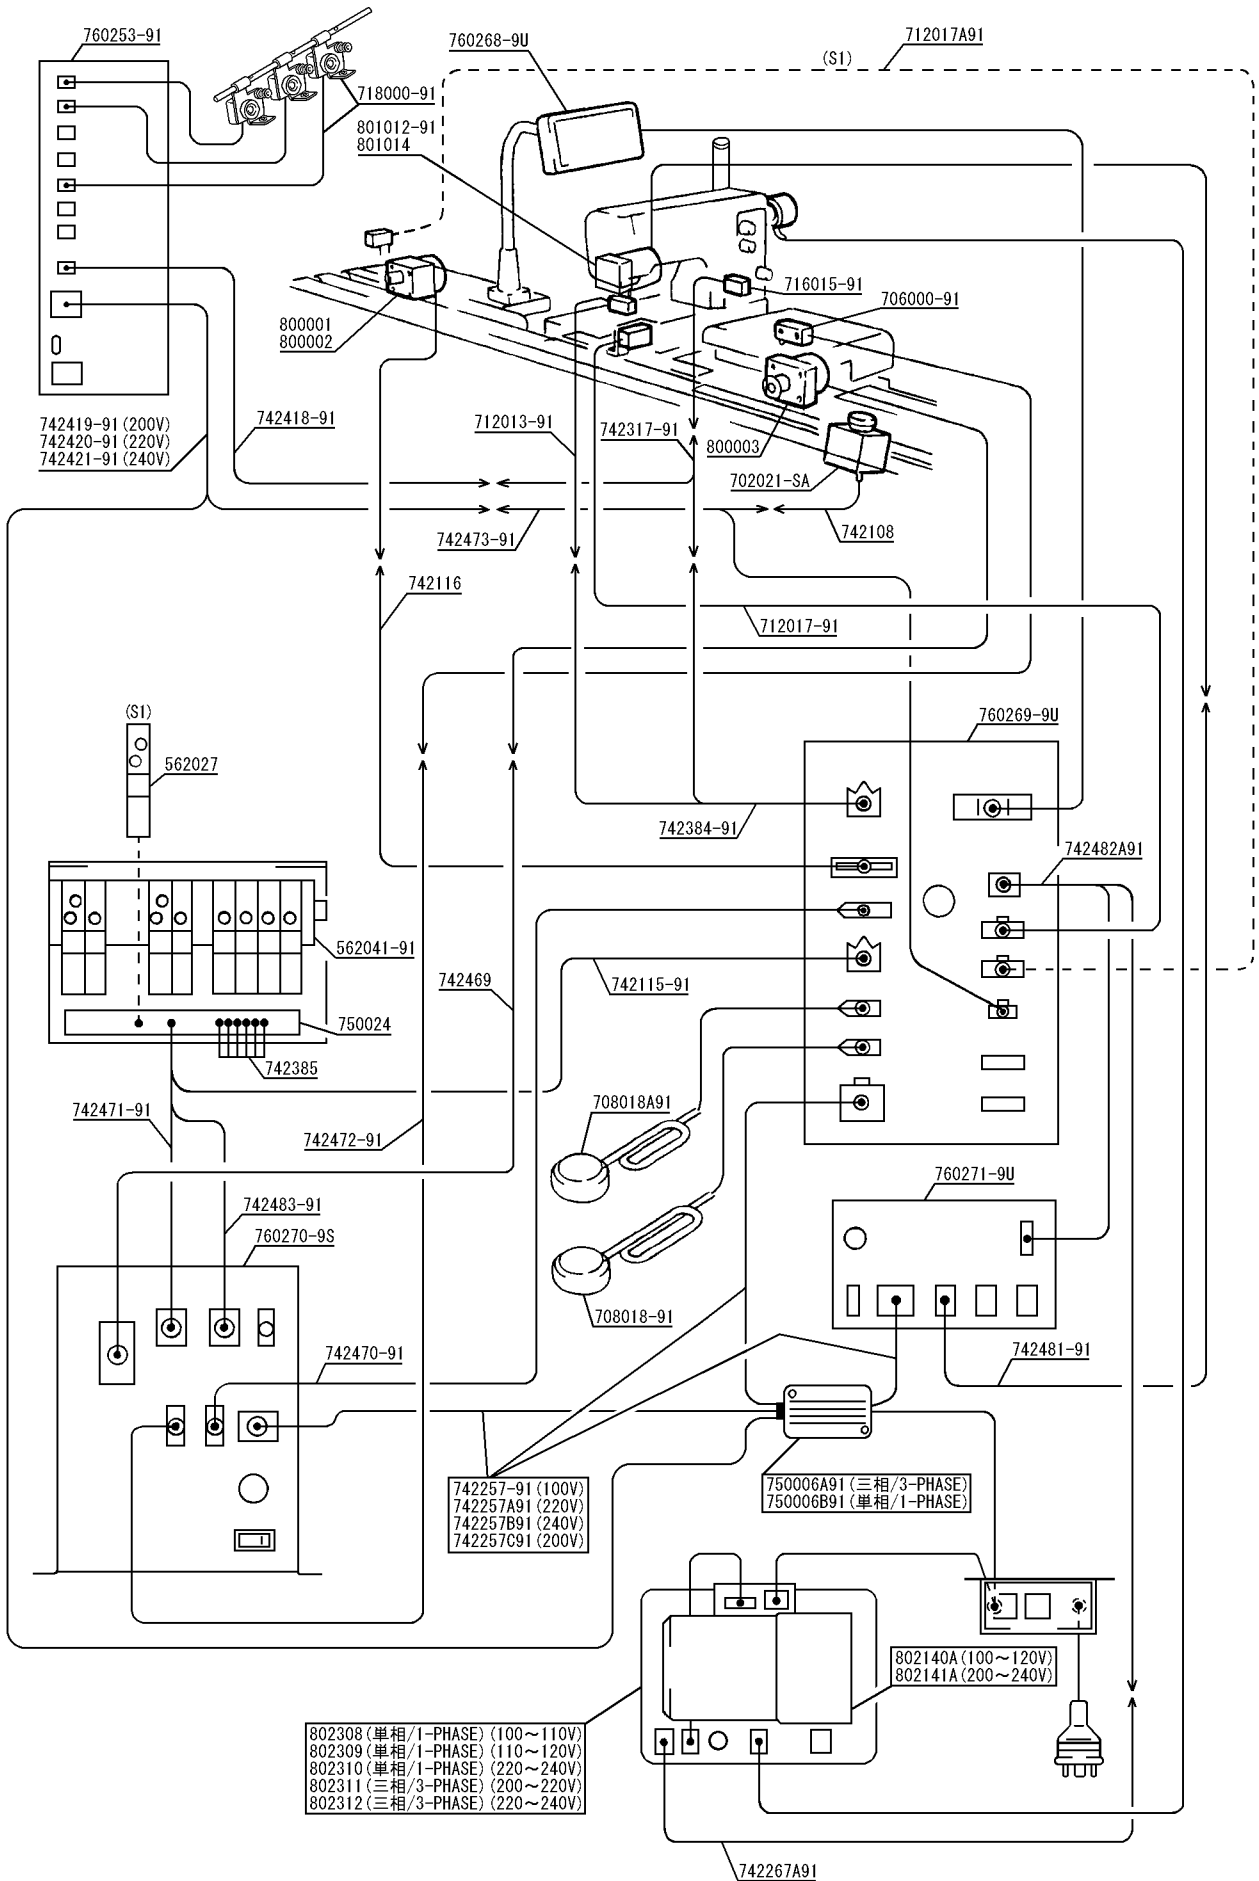 760253-91
760268-9U
712017A91
(S1)
718000-91
801012-91
801014
716015-91
706000-91
800001
800002
742419-91(200V)
742420-91(220V)
742421-91(240V)
742418-91
712013-91
742317-91
800003
702021-SA
742473-91
742108
742116
712017-91
(S1)
562027
760269-9U
742384-91
742482A91
562041-91
742469
742115-91
750024
742385
742471-91
742472-91
708018A91
760271-9U
742483-91
760270-9S
708018-91
742470-91
742481-91
742257-91(100V)
742257A91(220V)
742257B91(240V)
742257C91(200V)
750006A91(三相/3-PHASE)
750006B91(単相/1-PHASE)
802140A(100～120V)
802141A(200～240V)
802308(単相/1-PHASE)(100～110V)
802309(単相/1-PHASE)(110～120V)
802310(単相/1-PHASE)(220～240V)
802311(三相/3-PHASE)(200～220V)
802312(三相/3-PHASE)(220～240V)
742267A91